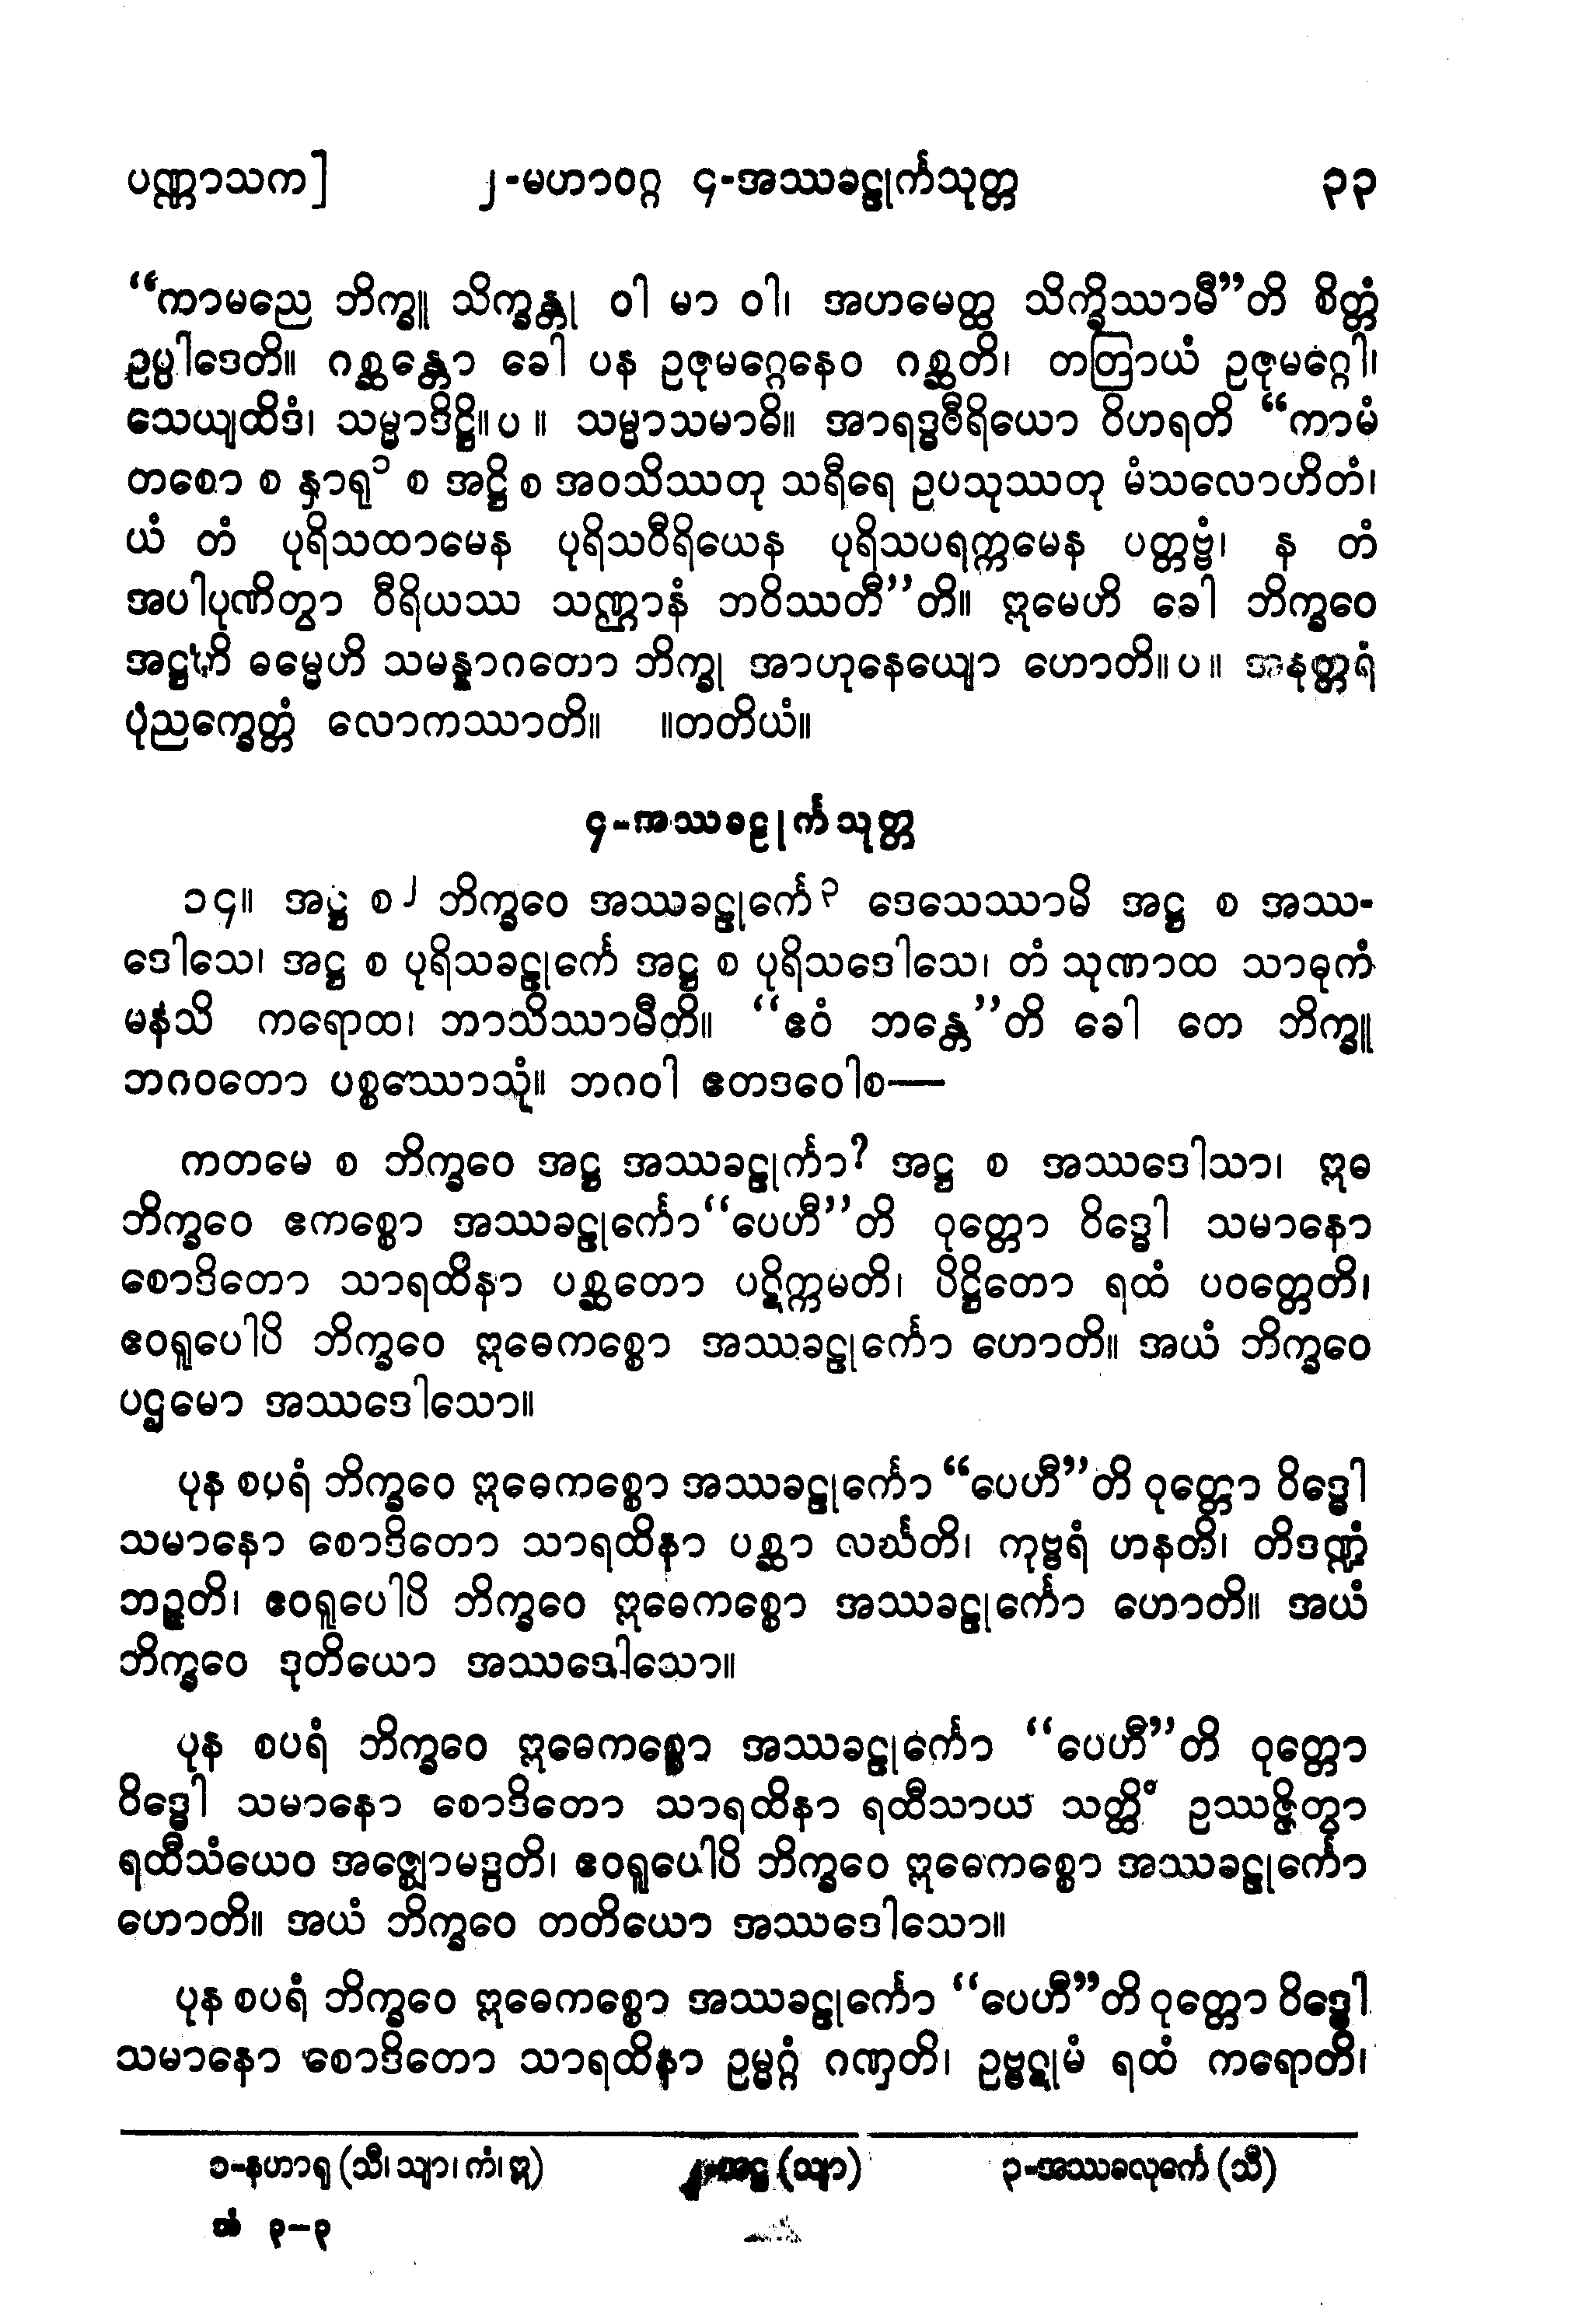 ပဏ္ဏာသက] ၂-မဟာဝဂ္ဂ ၄-အဿခဠုင်္ကသုတ္တ ၃၃
“ကာမညေ ဘိက္ခူ သိက္ခန္တု ဝါ မာ ဝါ၊ အဟမေတ္ထ သိက္ခိဿာမီ”တိ စိတ္တံ
ဥပ္ပါဒေတိ။ ဂစ္ဆန္တော ခေါ ပန ဥဇုမဂ္ဂေနေဝ ဂစ္ဆတိ၊ တတြာယံ ဥဇုမဂ္ဂေါ၊
သေယျထိဒံ၊ သမ္မာဒိဋ္ဌိ။ပ။ သမ္မာသမာဓိ။ အာရဒ္ဓဝီရိယော ဝိဟရတိ “ကာမံ
တစော စ နှာရု၁ စ အဋ္ဌိ စ အဝသိဿတု သရီရေ ဥပသုဿတု မံသလောဟိတံ၊
ယံ တံ ပုရိသထာမေန ပုရိသဝီရိယေန ပုရိသပရက္ကမေန ပတ္တဗ္ဗံ၊ န တံ
အပါပုဏိတွာ ဝီရိယဿ သဏ္ဌာနံ ဘဝိဿတီ”တိ။ ဣမေဟိ ခေါ ဘိက္ခဝေ
အဋ္ဌဟိ ဓမ္မေဟိ သမန္နာဂတော ဘိက္ခု အာဟုနေယျော ဟောတိ။ပ။ အနုတ္တရံ
ပုညက္ခေတ္တံ လောကဿာတိ။ ။တတိယံ။
၄-အဿခဠုင်္ကသုတ္တ
၁၄။ အဋ္ဌ စ၂ ဘိက္ခဝေ အဿခဠုင်္ကေ၃ ဒေသေဿာမိ အဋ္ဌ စ အဿ-
ဒေါသေ၊ အဋ္ဌ စ ပုရိသခဠုင်္ကေ အဋ္ဌ စ ပုရိသဒေါသေ၊ တံ သုဏာထ သာဓုကံ
မနသိ ကရောထ၊ ဘာသိဿာမီတိ။ “ဧဝံ ဘန္တေ”တိ ခေါ တေ ဘိက္ခူ
ဘဂဝတော ပစ္စဿောသုံ။ ဘဂဝါ ဧတဒဝေါစ—
ကတမေ စ ဘိက္ခဝေ အဋ္ဌ အဿခဠုင်္ကာ? အဋ္ဌ စ အဿဒေါသာ၊ ဣဓ
ဘိက္ခဝေ ဧကစ္စော အဿခဠုင်္ကော“ပေဟီ”တိ ဝုတ္တော ဝိဒ္ဓေါ သမာနော
စောဒိတော သာရထိနာ ပစ္ဆတော ပဋိက္ကမတိ၊ ပိဋ္ဌိတော ရထံ ပဝတ္တေတိ၊
ဧဝရူပေါပိ ဘိက္ခဝေ ဣဓေကစ္စော အဿခဠုင်္ကော ဟောတိ။ အယံ ဘိက္ခဝေ
ပဌမော အဿဒေါသော။
ပုန စပရံ ဘိက္ခဝေ ဣဓေကစ္စော အဿခဠုင်္ကော “ပေဟီ”တိ ဝုတ္တော ဝိဒ္ဓေါ
သမာနော စောဒိတော သာရထိနာ ပစ္ဆာ လင်္ဃတိ၊ ကုဗ္ဗရံ ဟနတိ၊ တိဒဏ္ဍံ
ဘဉ္ဇတိ၊ ဧဝရူပေါပိ ဘိက္ခဝေ ဣဓေကစ္စော အဿခဠုင်္ကော ဟောတိ။ အယံ
ဘိက္ခဝေ ဒုတိယော အဿဒေါသော။
ပုန စပရံ ဘိက္ခဝေ ဣဓေကစ္စော အဿခဠုင်္ကော “ပေဟီ”တိ ဝုတ္တော
ဝိဒ္ဓေါ သမာနော စောဒိတော သာရထိနာ ရထီသာယ သတ္ထိံ ဥဿဇ္ဇိတွာ
ရထီသံယေဝ အဇ္ဈောမဒ္ဒတိ၊ ဧဝရူပေါပိ ဘိက္ခဝေ ဣဓေကစ္စော အဿခဠုင်္ကော
ဟောတိ။ အယံ ဘိက္ခဝေ တတိယော အဿဒေါသော။
ပုန စပရံ ဘိက္ခဝေ ဣဓေကစ္စော အဿခဠုင်္ကော “ပေဟီ”တိ ဝုတ္တော ဝိဒ္ဓေါ
သမာနော စောဒိတော သာရထိနာ ဥမ္မဂ္ဂံ ဂဏှတိ၊ ဥဗ္ဗဋုမံ ရထံ ကရောတိ၊
၁-နဟာရု (သီ၊ သျာ၊ ကံ၊ ဣ) ၂-အဋ္ဌ (သျာ) ၃-အဿခလုင်္ကေ (သီ)
အံ ၃-၃